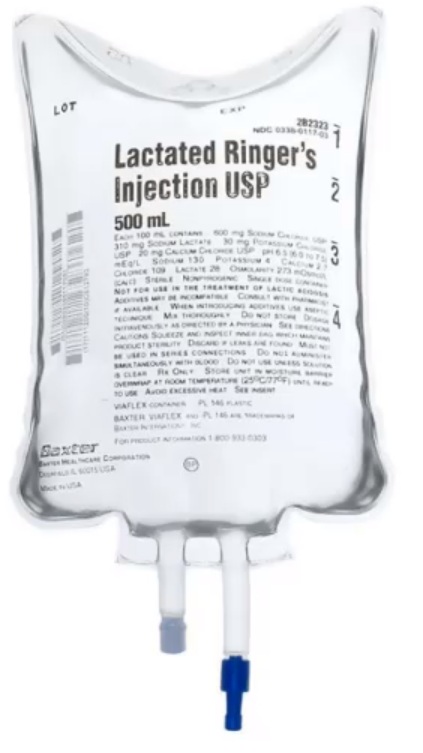 LOT
EXP
2B2323
NDC 0338-0117-03
Lactated Ringer's
Injection USP
500 mL
EACH 100 mL CONTAINS 600 mg SODIUM CHLORIDE USP
310 mg SODIUM LACTATE 30 mg POTASSIUM CHLORIDE
USP 20 mg CALCIUM CHLORIDE USP pH 6.5 (6.0 TO 7.5)
mEq/L SODIUM 130 POTASSIUM 4 CALCIUM 2.7
CHLORIDE 109 LACTATE 28 OSMOLARITY 273 mOsmol/L
(CALC) STERILE NONPYROGENIC SINGLE DOSE CONTAINER
NOT FOR USE IN THE TREATMENT OF LACTIC ACIDOSIS
ADDITIVES MAY BE INCOMPATIBLE CONSULT WITH PHARMACIST
IF AVAILABLE WHEN INTRODUCING ADDITIVES USE ASEPTIC
TECHNIQUE MIX THOROUGHLY DO NOT STORE DOSAGE
INTRAVENOUSLY AS DIRECTED BY A PHYSICIAN SEE DIRECTIONS
CAUTIONS SQUEEZE AND INSPECT INNER BAG WHICH MAINTAINS
PRODUCT STERILITY DISCARD IF LEAKS ARE FOUND MUST NOT
BE USED IN SERIES CONNECTIONS DO NOT ADMINISTER
SIMULTANEOUSLY WITH BLOOD DO NOT USE UNLESS SOLUTION
IS CLEAR RX ONLY STORE UNIT IN MOISTURE BARRIER
OVERWRAP AT ROOM TEMPERATURE (25ºC/77ºF) UNTIL READY
TO USE AVOID EXCESSIVE HEAT SEE INSERT
VIAFLEX CONTAINER PL 146 PLASTIC
BAXTER VIAFLEX AND PL 146 ARE TRADEMARKS OF
BAXTER INTERNATIONAL INC
FOR PRODUCT INFORMATION 1-800-933-0303
Baxter
BAXTER HEALTHCARE CORPORATION
DEERFIELD IL 60015 USA
MADE IN USA
1
2
3
4